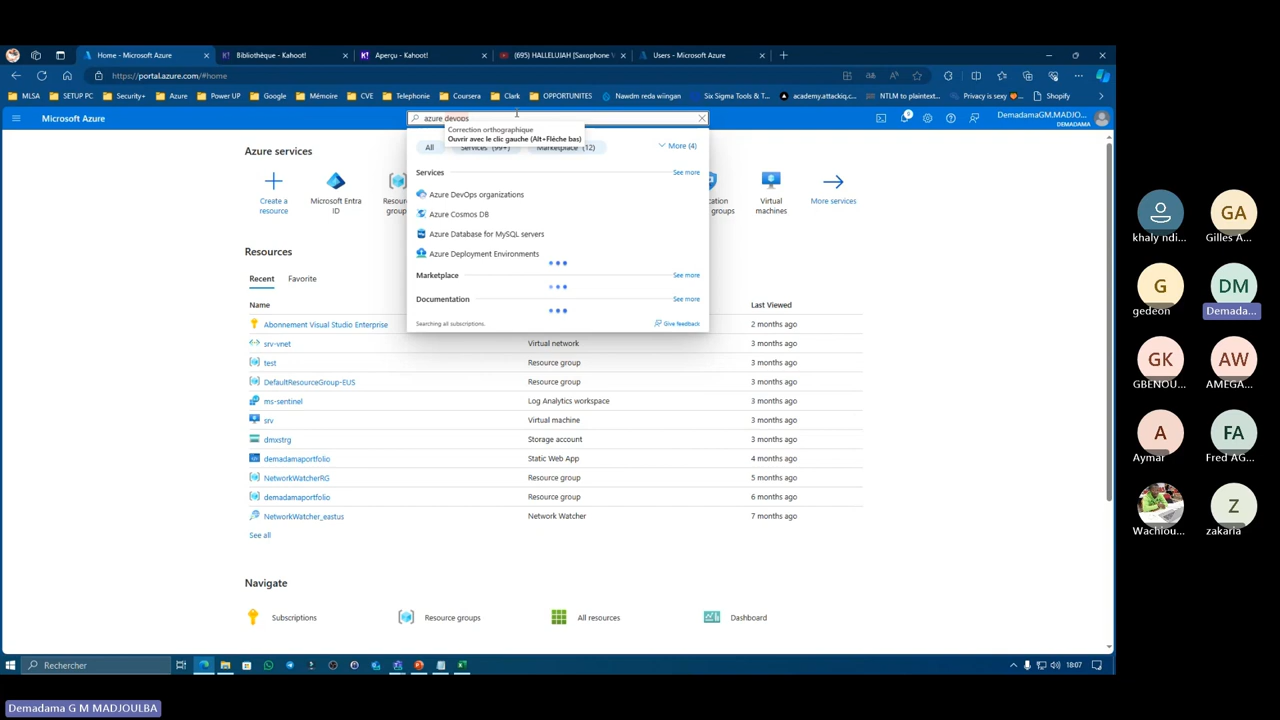 Home - Microsoft Azure
Bibliothèque - Kahoot!
Aperçu - Kahoot!
(695) HALLELUJAH [Saxophone V
Users - Microsoft Azure
https://portal.azure.com/#home
MLSA
SETUP PC
Security+
Azure
Power UP
Google
Mémoire
CVE
Telephonie
Coursera
Clark
OPPORTUNITES
Nawdm reda wiingan
Six Sigma Tools & T...
academy.attackiq.c...
NTLM to plaintext...
Privacy is sexy
Shopify
Microsoft Azure
azure devops
DemadamaGM.MADJOU...
DEMADAMA
Correction orthographique
Ouvrir avec le clic gauche (Alt+Flèche bas)
All
Services (99+)
Marketplace (12)
More (4)
Services
See more
Azure DevOps organizations
Azure Cosmos DB
Azure Database for MySQL servers
Azure Deployment Environments
Marketplace
See more
Documentation
See more
Searching all subscriptions.
Give feedback
Azure services
Create a
resource
Microsoft Entra
ID
Resour
group
cation
groups
Virtual
machines
More services
Resources
Recent
Favorite
Name
Last Viewed
Abonnement Visual Studio Enterprise
2 months ago
srv-vnet
Virtual network
3 months ago
test
Resource group
3 months ago
DefaultResourceGroup-EUS
Resource group
3 months ago
ms-sentinel
Log Analytics workspace
3 months ago
srv
Virtual machine
3 months ago
dmxstrg
Storage account
3 months ago
demadamaportfolio
Static Web App
4 months ago
NetworkWatcherRG
Resource group
5 months ago
demadamaportfolio
Resource group
6 months ago
NetworkWatcher_eastus
Network Watcher
7 months ago
See all
Navigate
Subscriptions
Resource groups
All resources
Dashboard
Rechercher
18:07
khaly ndi...
GA
Gilles A...
G
gedeon
DM
Demada...
GK
GBENOU...
AW
AMEGA...
A
Aymar
FA
Fred AG...
Wachiou...
Z
zakaria
Demadama G M MADJOULBA